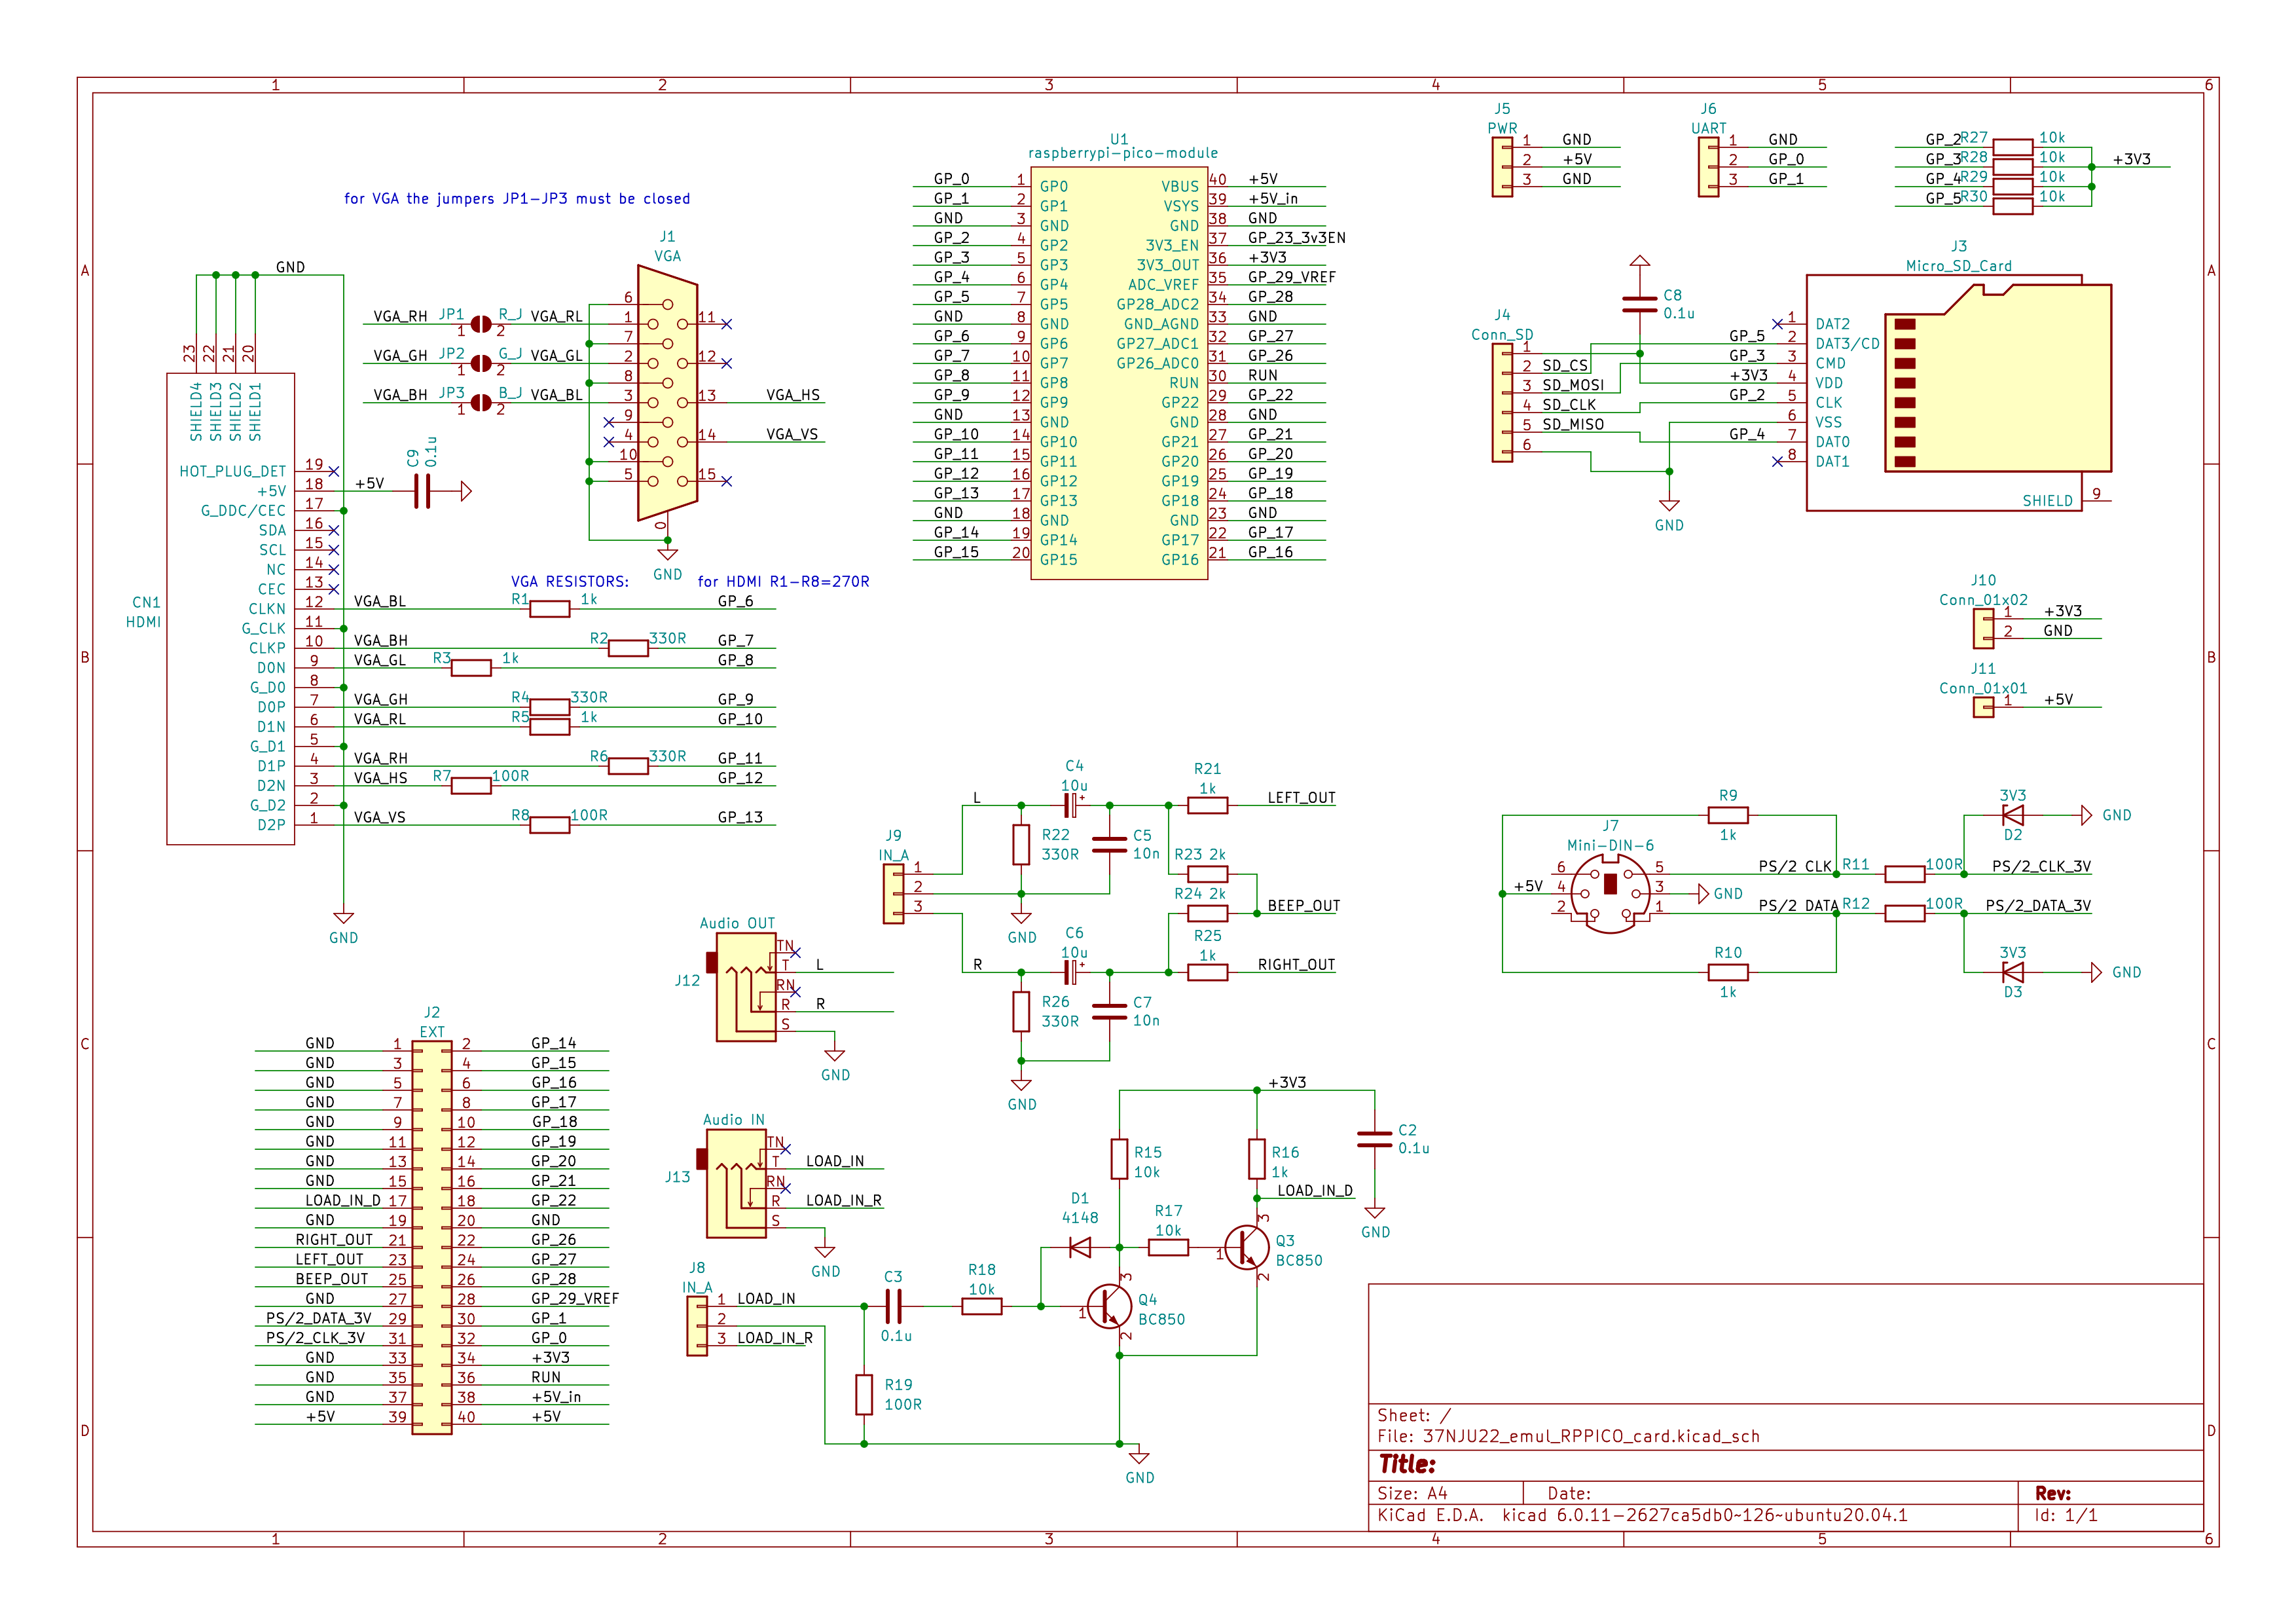 1 2 3 4 5 6
A
B
C
D
for VGA the jumpers JP1-JP3 must be closed
GND
23 22 21 20
SHIELD4 SHIELD3 SHIELD2 SHIELD1
CN1
HDMI
HOT_PLUG_DET 19
+5V 18 +5V
C9 0.1u
G_DDC/CEC 17
SDA 16
SCL 15
NC 14
CEC 13
CLKN 12 VGA_BL R1 1k GP_6
G_CLK 11
CLKP 10 VGA_BH R2 330R GP_7
D0N 9 VGA_GL R3 1k GP_8
G_D0 8
D0P 7 VGA_GH R4 330R GP_9
D1N 6 VGA_RL R5 1k GP_10
G_D1 5
D1P 4 VGA_RH R6 330R GP_11
D2N 3 VGA_HS R7 100R GP_12
G_D2 2
D2P 1 VGA_VS R8 100R GP_13
GND
VGA RESISTORS: for HDMI R1-R8=270R
VGA_RH JP1 1 2 R_J VGA_RL
VGA_GH JP2 1 2 G_J VGA_GL
VGA_BH JP3 1 2 B_J VGA_BL
J1
VGA
6
1 11
7
2 12
8
3 13 VGA_HS
9
4 14 VGA_VS
10
5 15
0
GND
U1
raspberrypi-pico-module
GP_0 1 GP0 VBUS 40 +5V
GP_1 2 GP1 VSYS 39 +5V_in
GND 3 GND GND 38 GND
GP_2 4 GP2 3V3_EN 37 GP_23_3v3EN
GP_3 5 GP3 3V3_OUT 36 +3V3
GP_4 6 GP4 ADC_VREF 35 GP_29_VREF
GP_5 7 GP5 GP28_ADC2 34 GP_28
GND 8 GND GND_AGND 33 GND
GP_6 9 GP6 GP27_ADC1 32 GP_27
GP_7 10 GP7 GP26_ADC0 31 GP_26
GP_8 11 GP8 RUN 30 RUN
GP_9 12 GP9 GP22 29 GP_22
GND 13 GND GND 28 GND
GP_10 14 GP10 GP21 27 GP_21
GP_11 15 GP11 GP20 26 GP_20
GP_12 16 GP12 GP19 25 GP_19
GP_13 17 GP13 GP18 24 GP_18
GND 18 GND GND 23 GND
GP_14 19 GP14 GP17 22 GP_17
GP_15 20 GP15 GP16 21 GP_16
J5
PWR
1 GND
2 +5V
3 GND
J6
UART
1 GND
2 GP_0
3 GP_1
GP_2 R27 10k
GP_3 R28 10k +3V3
GP_4 R29 10k
GP_5 R30 10k
C8
0.1u
J4
Conn_SD
1
2 SD_CS
3 SD_MOSI
4 SD_CLK
5 SD_MISO
6
GND
J3
Micro_SD_Card
1 DAT2
GP_5 2 DAT3/CD
GP_3 3 CMD
+3V3 4 VDD
GP_2 5 CLK
6 VSS
GP_4 7 DAT0
8 DAT1
SHIELD 9
J10
Conn_01x02
1 +3V3
2 GND
J11
Conn_01x01
1 +5V
J9
IN_A
1
2
3
L
C4
10u
+
R22
330R
C5
10n
R21
1k
LEFT_OUT
R23 2k
R24 2k
BEEP_OUT
GND
R
C6
10u
+
R25
1k
RIGHT_OUT
R26
330R
C7
10n
GND
R9
1k
J7
Mini-DIN-6
+5V
6 5
4 3
2 1
GND
PS/2 CLK R11 100R PS/2_CLK_3V
PS/2 DATA R12 100R PS/2_DATA_3V
3V3
D2
GND
R10
1k
3V3
D3
GND
Audio OUT
J12
TN
T L
RN
R R
S
GND
Audio IN
J13
TN
T LOAD_IN
RN
R LOAD_IN_R
S
GND
J2
EXT
GND 1 2 GP_14
GND 3 4 GP_15
GND 5 6 GP_16
GND 7 8 GP_17
GND 9 10 GP_18
GND 11 12 GP_19
GND 13 14 GP_20
GND 15 16 GP_21
LOAD_IN_D 17 18 GP_22
GND 19 20 GND
RIGHT_OUT 21 22 GP_26
LEFT_OUT 23 24 GP_27
BEEP_OUT 25 26 GP_28
GND 27 28 GP_29_VREF
PS/2_DATA_3V 29 30 GP_1
PS/2_CLK_3V 31 32 GP_0
GND 33 34 +3V3
GND 35 36 RUN
GND 37 38 +5V_in
+5V 39 40 +5V
J8
IN_A
1 LOAD_IN
2
3 LOAD_IN_R
C3
0.1u
R18
10k
R19
100R
D1
4148
+3V3
R15
10k
R16
1k
C2
0.1u
GND
LOAD_IN_D
R17
10k
Q3
BC850
1 2 3
Q4
BC850
1 2 3
GND
Sheet: /
File: 37NJU22_emul_RPPICO_card.kicad_sch
Title:
Size: A4 Date: Rev:
KiCad E.D.A. kicad 6.0.11-2627ca5db0~126~ubuntu20.04.1 Id: 1/1
1 2 3 4 5 6
A
B
C
D